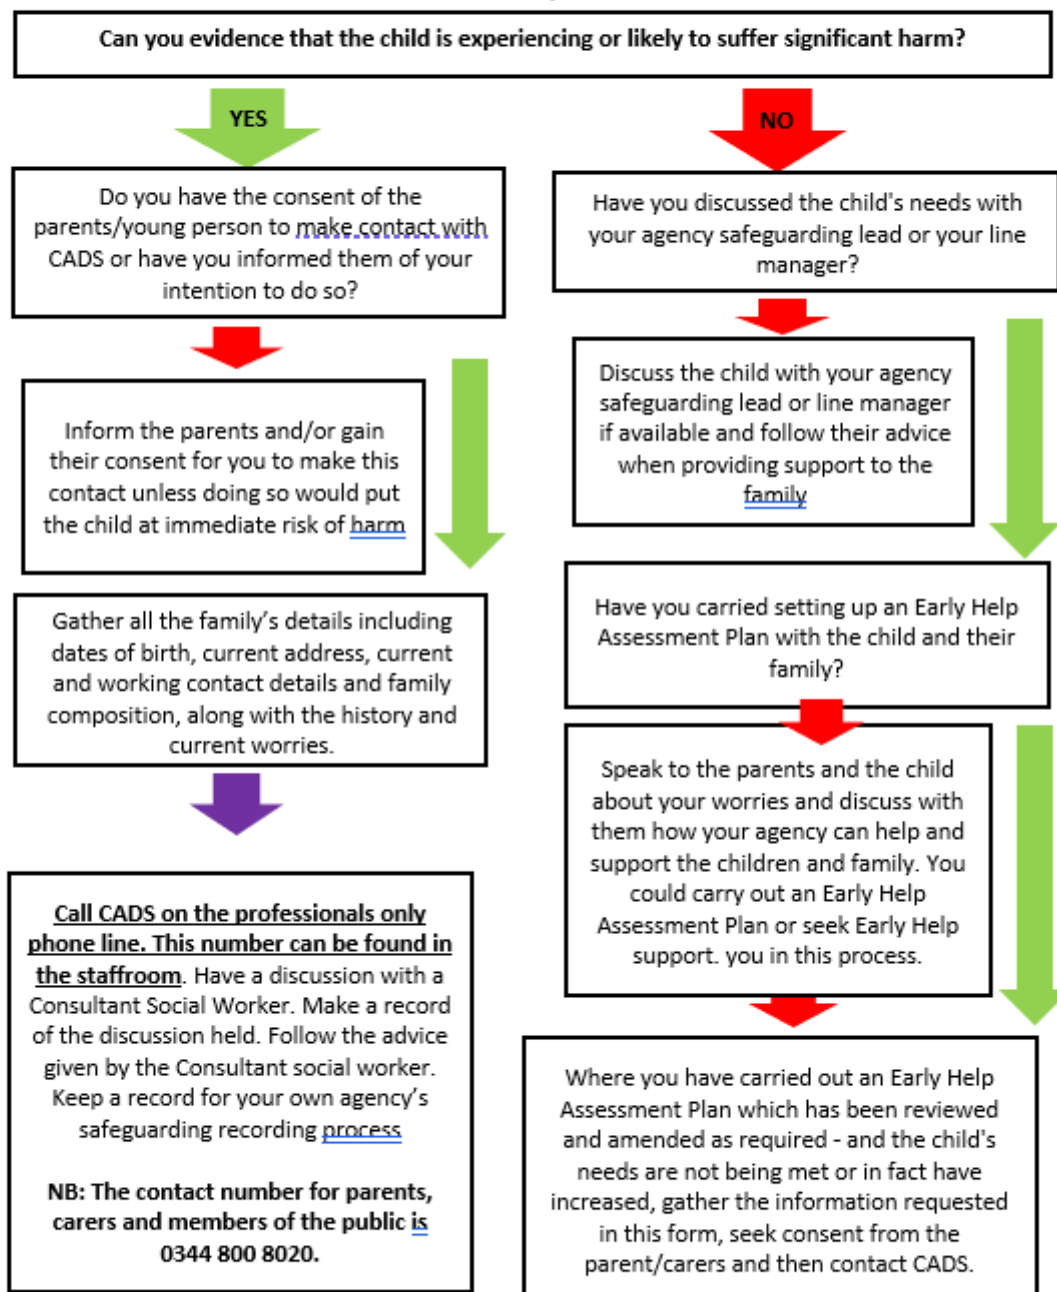 Can you evidence that the child is experiencing or likely to suffer significant harm?
YES
Do you have the consent of the
parents/young person to make contact with
CADS or have you informed them of your
intention to do so?
Inform the parents and/or gain
their consent for you to make this
contact unless doing so would put
the child at immediate risk of harm
Gather all the family’s details including
dates of birth, current address, current
and working contact details and family
composition, along with the history and
current worries.
Call CADS on the professionals only
phone line. This number can be found in
the staffroom. Have a discussion with a
Consultant Social Worker. Make a record
of the discussion held. Follow the advice
given by the Consultant social worker.
Keep a record for your own agency’s
safeguarding recording process
NB: The contact number for parents,
carers and members of the public is
0344 800 8020.
NO
Have you discussed the child's needs with
your agency safeguarding lead or your line
manager?
Discuss the child with your agency
safeguarding lead or line manager
if available and follow their advice
when providing support to the
family
Have you carried setting up an Early Help
Assessment Plan with the child and their
family?
Speak to the parents and the child
about your worries and discuss with
them how your agency can help and
support the children and family. You
could carry out an Early Help
Assessment Plan or seek Early Help
support. you in this process.
Where you have carried out an Early Help
Assessment Plan which has been reviewed
and amended as required - and the child's
needs are not being met or in fact have
increased, gather the information requested
in this form, seek consent from the
parent/carers and then contact CADS.